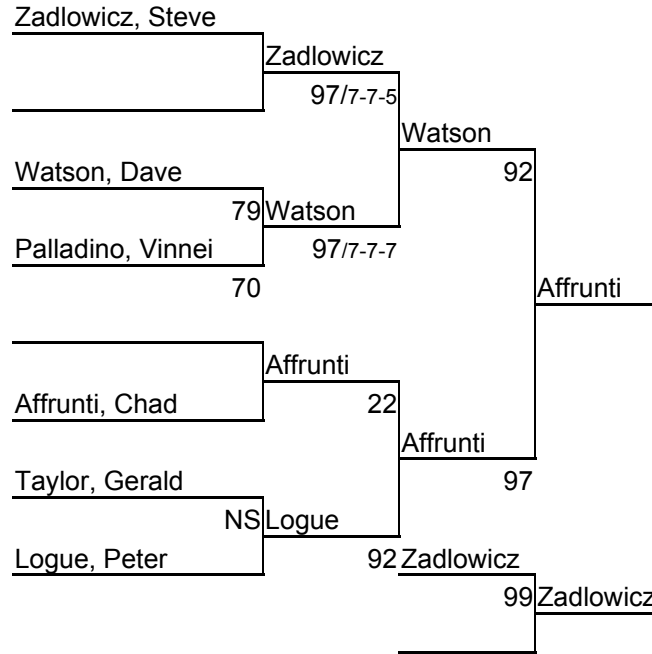 Zadlowicz, Steve
Zadlowicz
97/7-7-5
Watson
Watson, Dave
92
79
Watson
Palladino, Vinnei
97/7-7-7
70
Affrunti
Affrunti
Affrunti, Chad
22
Affrunti
Taylor, Gerald
97
NS
Logue
Logue, Peter
92
Zadlowicz
99
Zadlowicz